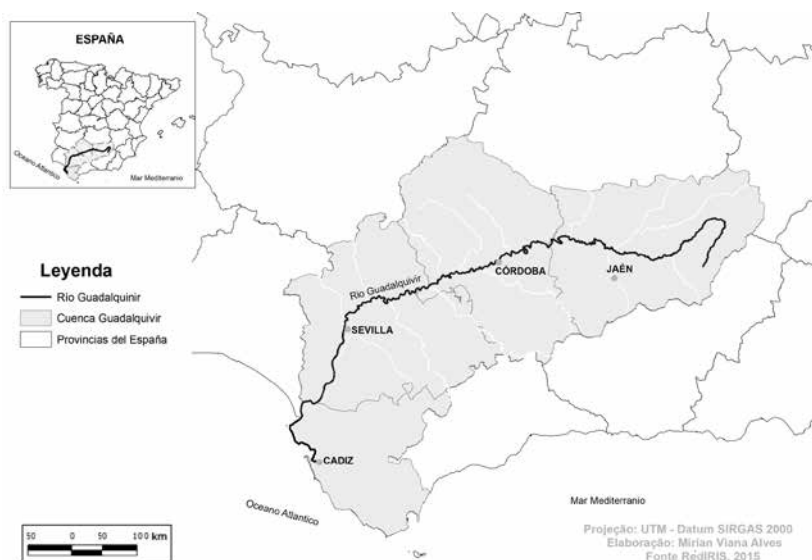 ESPAÑA
Oceano Atlantico
Mar Mediterranio
Leyenda
Río Guadalquinir
Cuenca Guadalquivir
Provincias del España
Río Guadalquivir
CÓRDOBA
JAÉN
SEVILLA
CADIZ
Oceano Atlantico
Mar Mediterranio
50 0 50 100 km
Projeção: UTM - Datum SIRGAS 2000
Elaboração: Mirian Viana Alves
Fonte RedIRIS, 2015